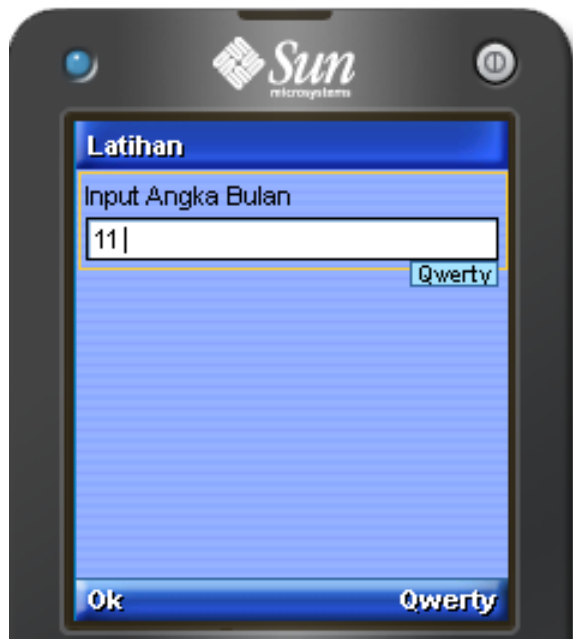 Sun
microsystems
Latihan
Input Angka Bulan
11
Qwerty
Ok Qwerty